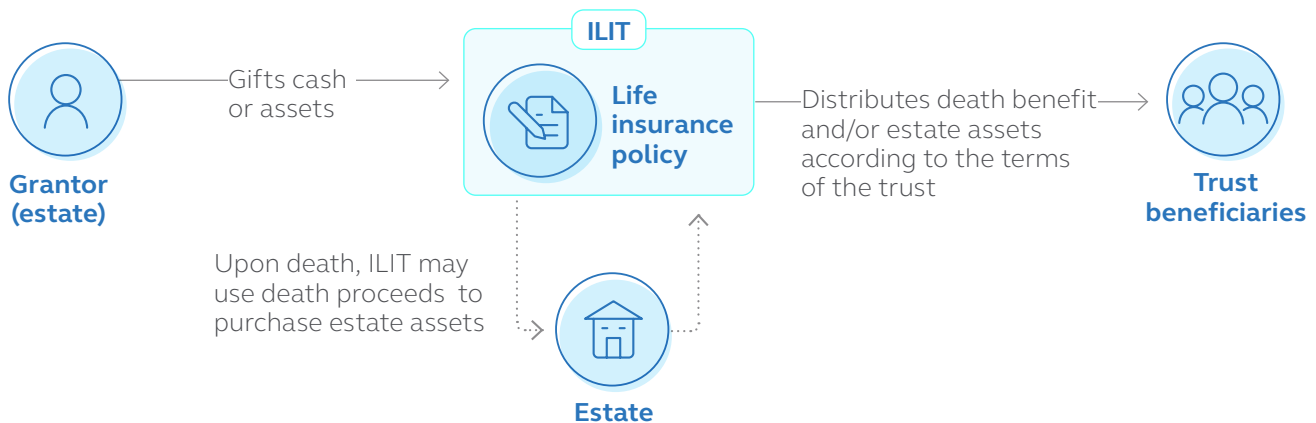 ILIT
Gifts cash
or assets
Life
insurance
policy
Distributes death benefit
and/or estate assets
according to the terms
of the trust
Grantor
(estate)
Trust
beneficiaries
Upon death, ILIT may
use death proceeds to
purchase estate assets
Estate